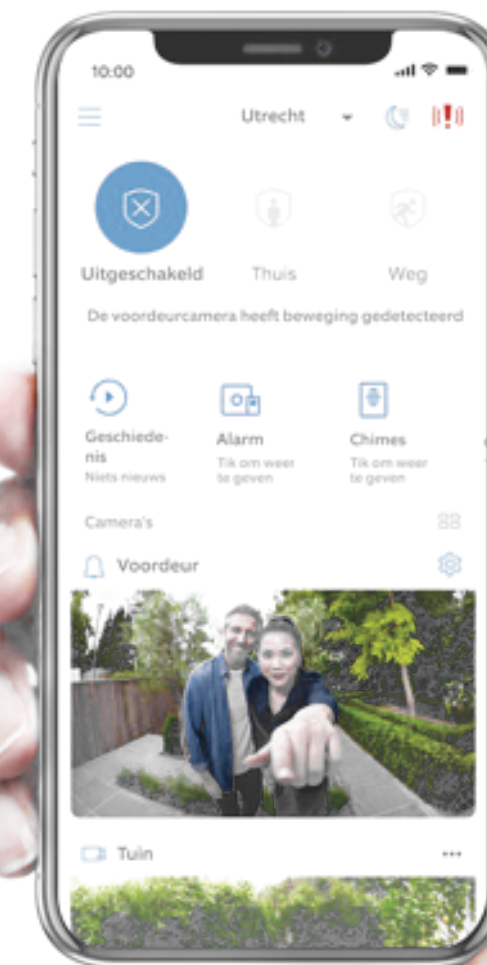 10:00
Utrecht
Uitgeschakeld
Thuis
Weg
De voordeurcamera heeft beweging gedetecteerd
Geschiede-
nis
Niets nieuws
Alarm
Tik om weer
te geven
Chimes
Tik om weer
te geven
Camera's
Voordeur
Tuin